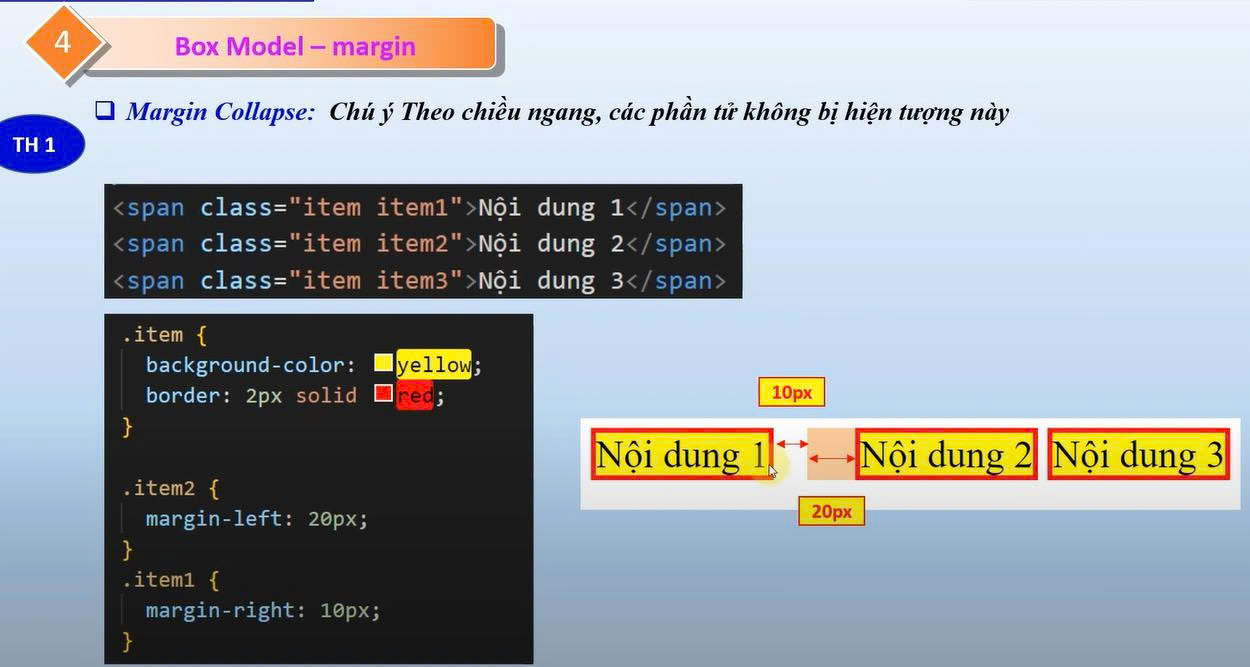 4
Box Model – margin
❑ Margin Collapse: Chú ý Theo chiều ngang, các phần tử không bị hiện tượng này
TH 1
<span class="item item1">Nội dung 1</span>
<span class="item item2">Nội dung 2</span>
<span class="item item3">Nội dung 3</span>
.item {
background-color: yellow;
border: 2px solid red;
}
.item2 {
margin-left: 20px;
}
.item1 {
margin-right: 10px;
}
10px
Nội dung 1 Nội dung 2 Nội dung 3
20px